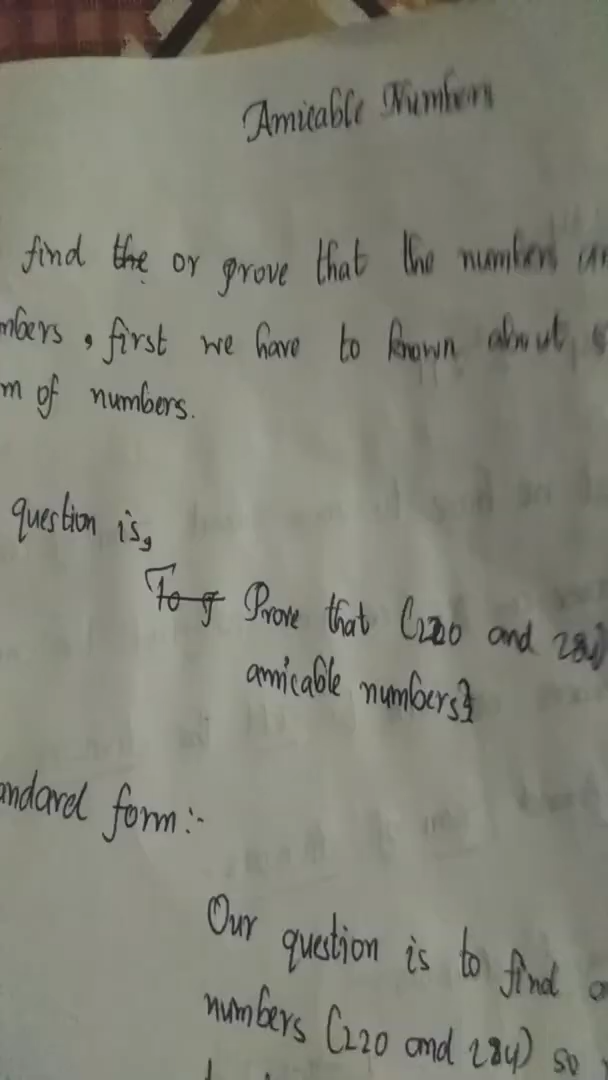 Amicable Numbers
find the or prove that the numbers
mbers, first we have to known about
m of numbers.
question is,
To g Prove that (220 and 284)
amicable numbers}
andard form:-
Our question is to find
numbers (220 and 284) so